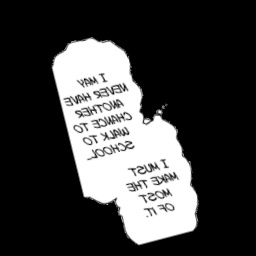 I MAY
NEVER HAVE
ANOTHER
CHANCE TO
WALK TO
SCHOOL...
I MUST
MAKE THE
MOST
OF IT.